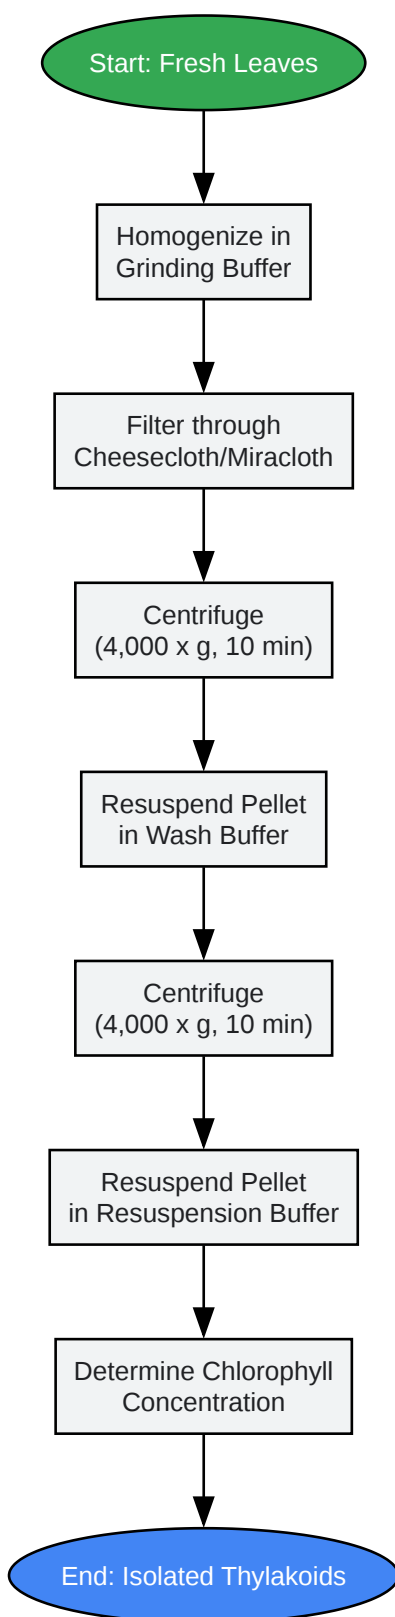 Start: Fresh Leaves
Homogenize in
Grinding Buffer
Filter through
Cheesecloth/Miracloth
Centrifuge
(4,000 x g, 10 min)
Resuspend Pellet
in Wash Buffer
Centrifuge
(4,000 x g, 10 min)
Resuspend Pellet
in Resuspension Buffer
Determine Chlorophyll
Concentration
End: Isolated Thylakoids